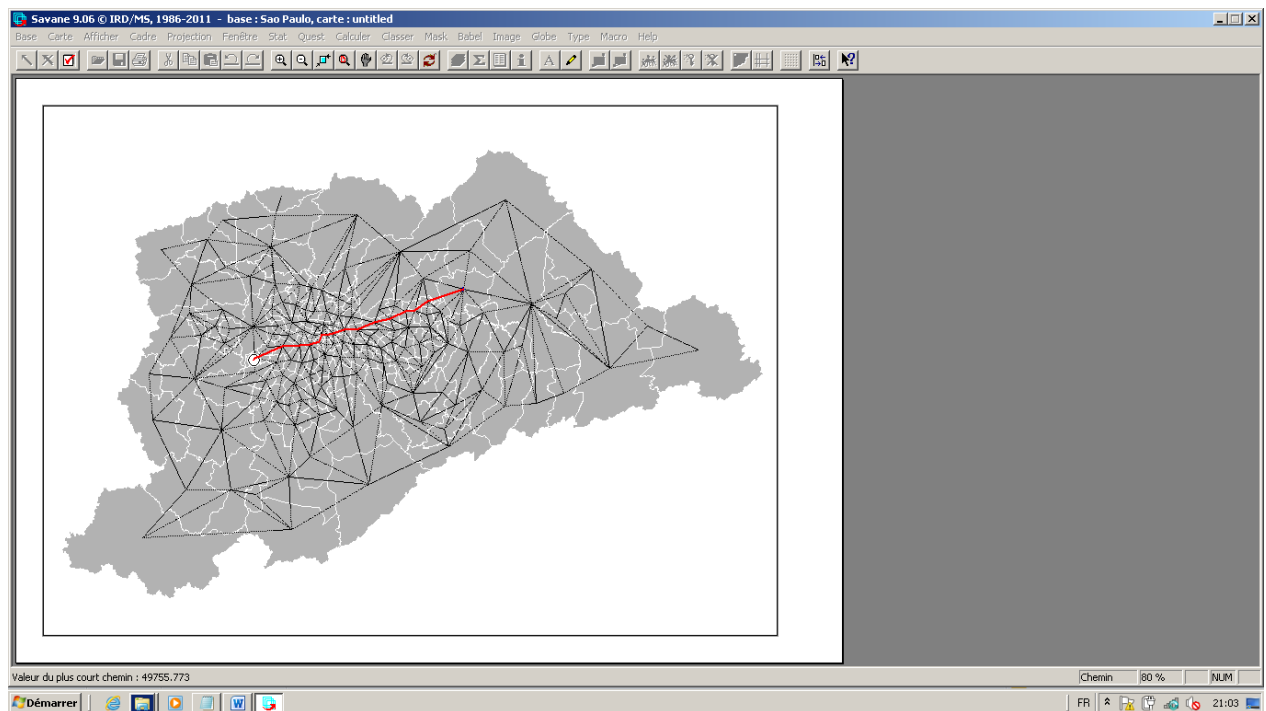 Savane 9.06 © IRD/MS, 1986-2011 - base : Sao Paulo, carte : untitled
Base Carte Afficher Cadre Projection Fenêtre Stat Quest Calculer Classer Mask Babel Image Globe Type Macro Help
Valeur du plus court chemin : 49755.773
Chemin 80 % NUM
Démarrer
FR 21:03